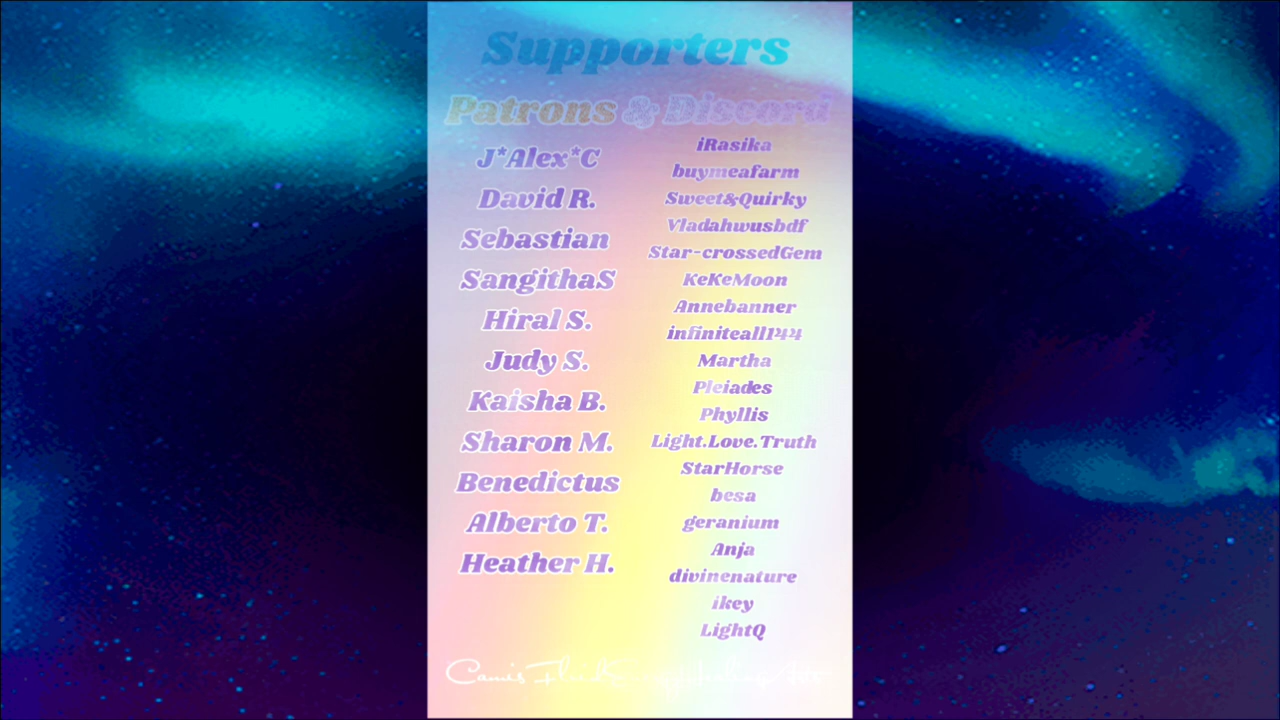 Supporters
Patrons & Discord
J*Alex*C
David R.
Sebastian
SangithaS
Hiral S.
Judy S.
Kaisha B.
Sharon M.
Benedictus
Alberto T.
Heather H.
iRasika
buymeafarm
Sweet&Quirky
Vladahwusbdf
Star-crossedGem
KeKeMoon
Annebanner
infiniteall144
Martha
Pleiades
Phyllis
Light.Love.Truth
StarHorse
besa
geranium
Anja
divinenature
ikey
LightQ